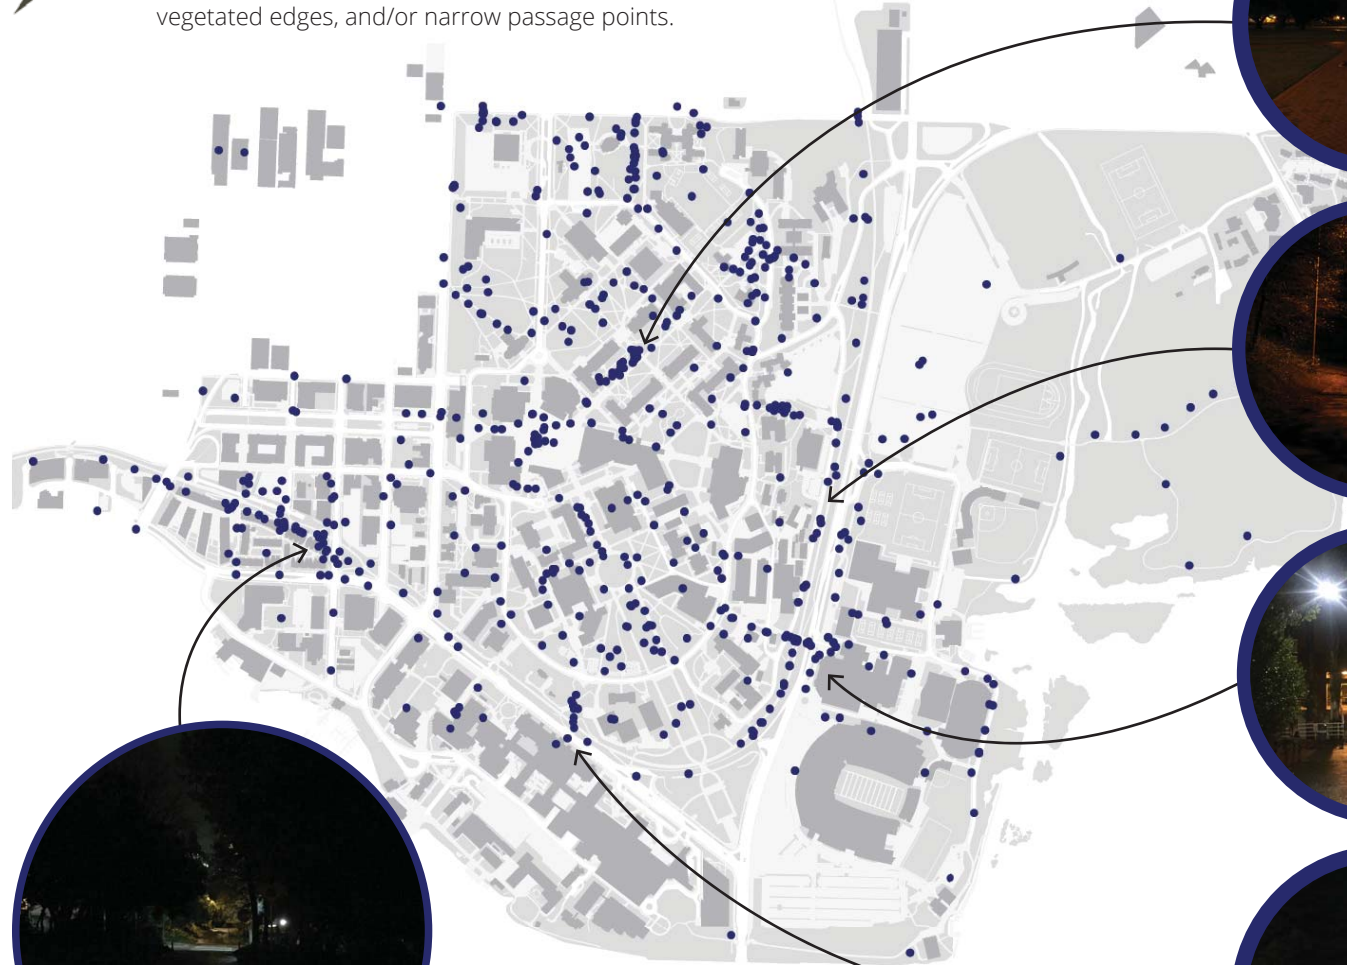 vegetated edges, and/or narrow passage points.